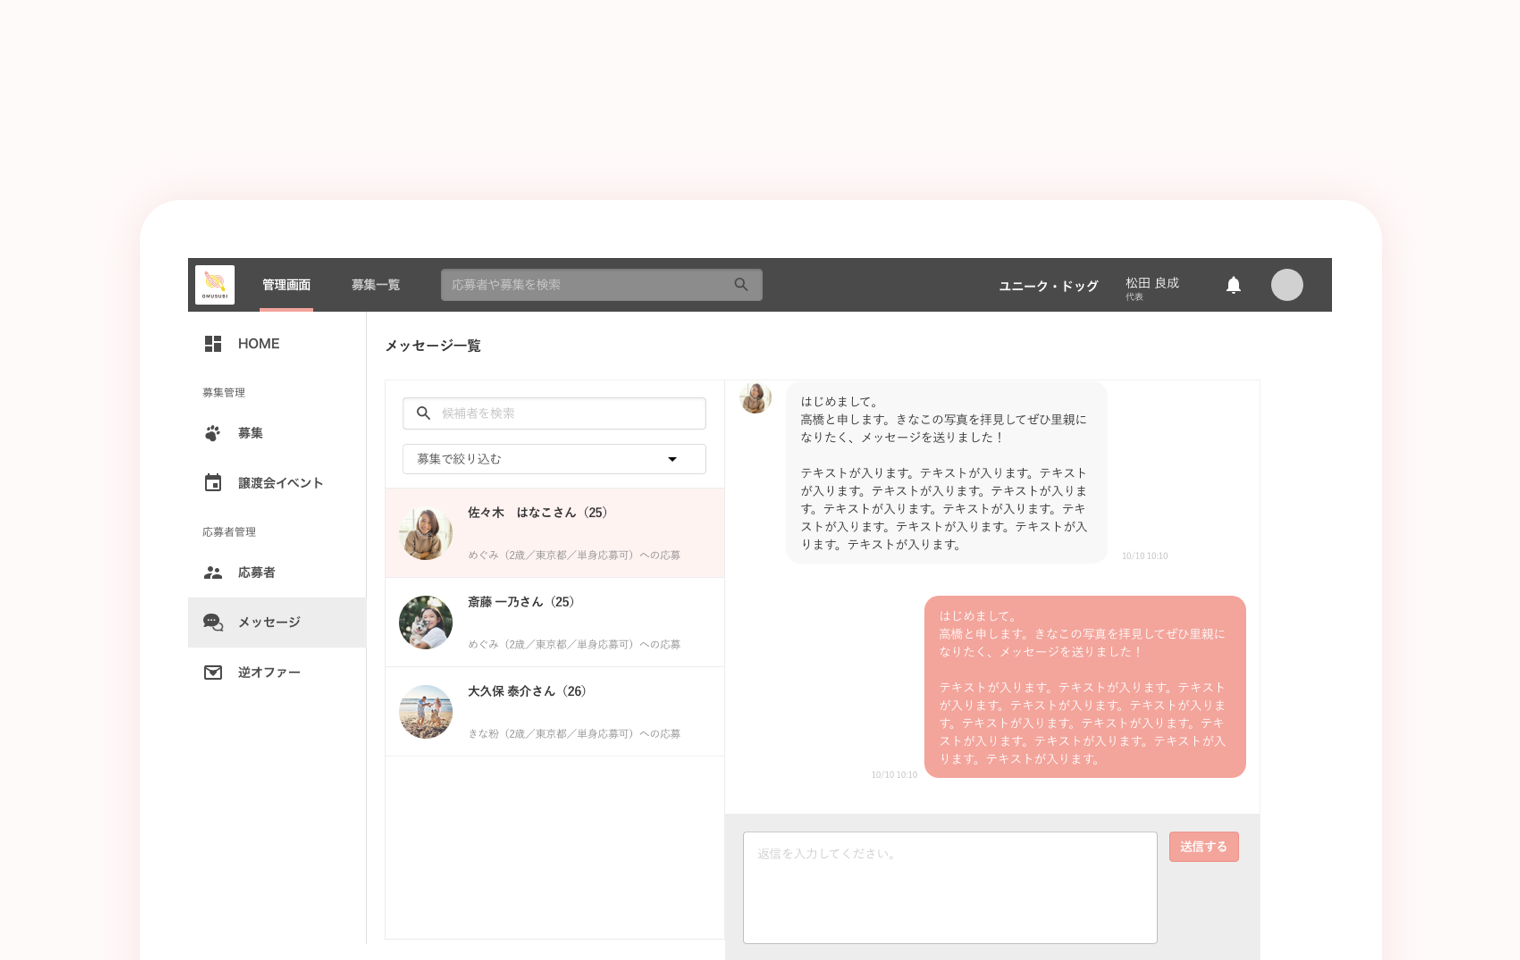 OMUSUBI
管理画面
募集一覧
応募者や募集を検索
ユニーク・ドッグ
松田 良成
代表
HOME
募集管理
募集
譲渡会イベント
応募者管理
応募者
メッセージ
逆オファー
メッセージ一覧
候補者を検索
募集で絞り込む
佐々木　はなこさん（25）
めぐみ（2歳／東京都／単身応募可）への応募
斎藤 一乃さん（25）
めぐみ（2歳／東京都／単身応募可）への応募
大久保 泰介さん（26）
きな粉（2歳／東京都／単身応募可）への応募
はじめまして。
高橋と申します。きなこの写真を拝見してぜひ里親に
なりたく、メッセージを送りました！
テキストが入ります。テキストが入ります。テキスト
が入ります。テキストが入ります。テキストが入りま
す。テキストが入ります。テキストが入ります。テキ
ストが入ります。テキストが入ります。テキストが入
ります。テキストが入ります。
10/10 10:10
はじめまして。
高橋と申します。きなこの写真を拝見してぜひ里親に
なりたく、メッセージを送りました！
テキストが入ります。テキストが入ります。テキスト
が入ります。テキストが入ります。テキストが入りま
す。テキストが入ります。テキストが入ります。テキ
ストが入ります。テキストが入ります。テキストが入
ります。テキストが入ります。
10/10 10:10
返信を入力してください。
送信する